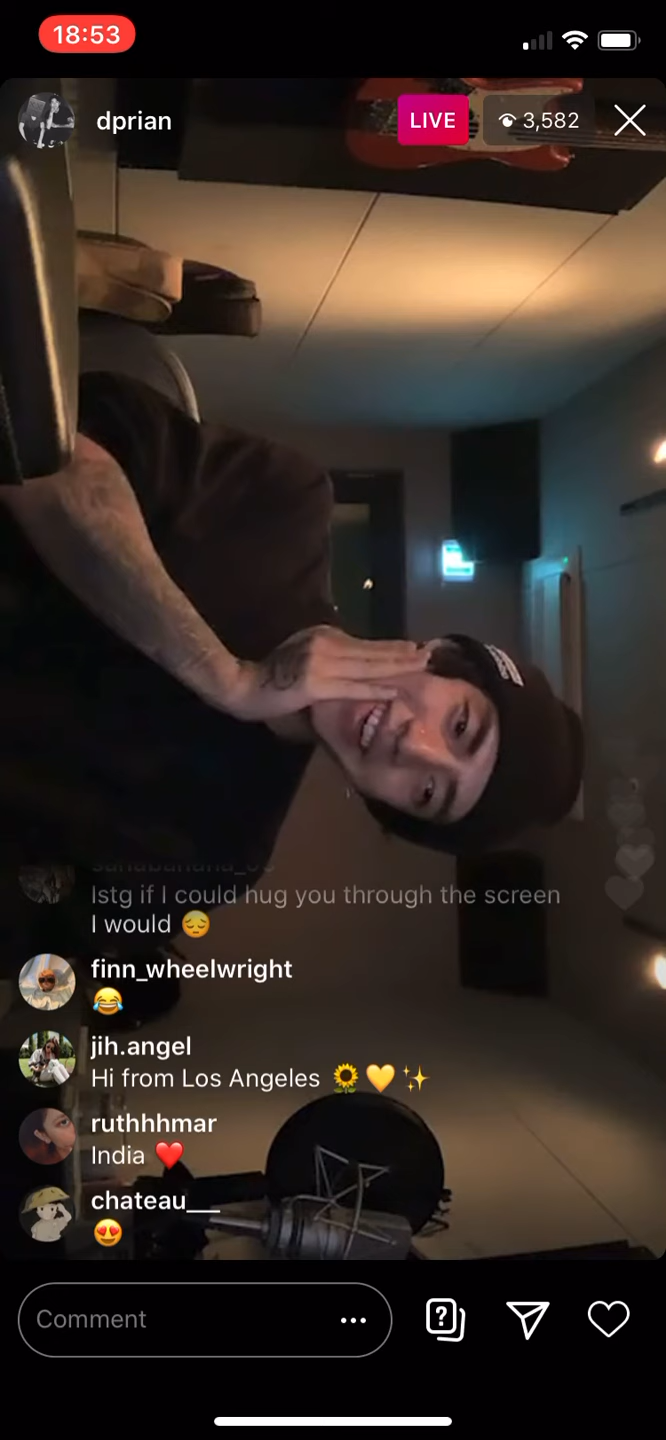 18:53
dprian
LIVE
3,582
Istg if I could hug you through the screen
I would 😔
finn_wheelwright
😂
jih.angel
Hi from Los Angeles 🌻💛✨
ruthhhmar
India ❤️
chateau___
😍
Comment